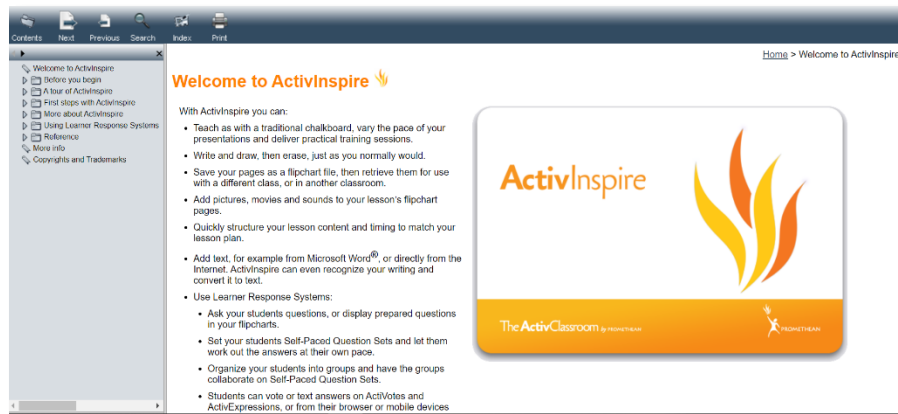 Contents Next Previous Search Index Print
Home > Welcome to ActivInspire
Welcome to ActivInspire
Before you begin
A tour of ActivInspire
First steps with ActivInspire
More about ActivInspire
Using Learner Response Systems
Reference
More info
Copyrights and Trademarks
Welcome to ActivInspire
With ActivInspire you can:
• Teach as with a traditional chalkboard, vary the pace of your
presentations and deliver practical training sessions.
• Write and draw, then erase, just as you normally would.
• Save your pages as a flipchart file, then retrieve them for use
with a different class, or in another classroom.
• Add pictures, movies and sounds to your lesson's flipchart
pages.
• Quickly structure your lesson content and timing to match your
lesson plan.
• Add text, for example from Microsoft Word®, or directly from the
Internet. ActivInspire can even recognize your writing and
convert it to text.
• Use Learner Response Systems:
• Ask your students questions, or display prepared questions
in your flipcharts.
• Set your students Self-Paced Question Sets and let them
work out the answers at their own pace.
• Organize your students into groups and have the groups
collaborate on Self-Paced Question Sets.
• Students can vote or text answers on ActiVotes and
ActivExpressions, or from their browser or mobile devices
ActivInspire
The ActivClassroom by PROMETHEAN
PROMETHEAN